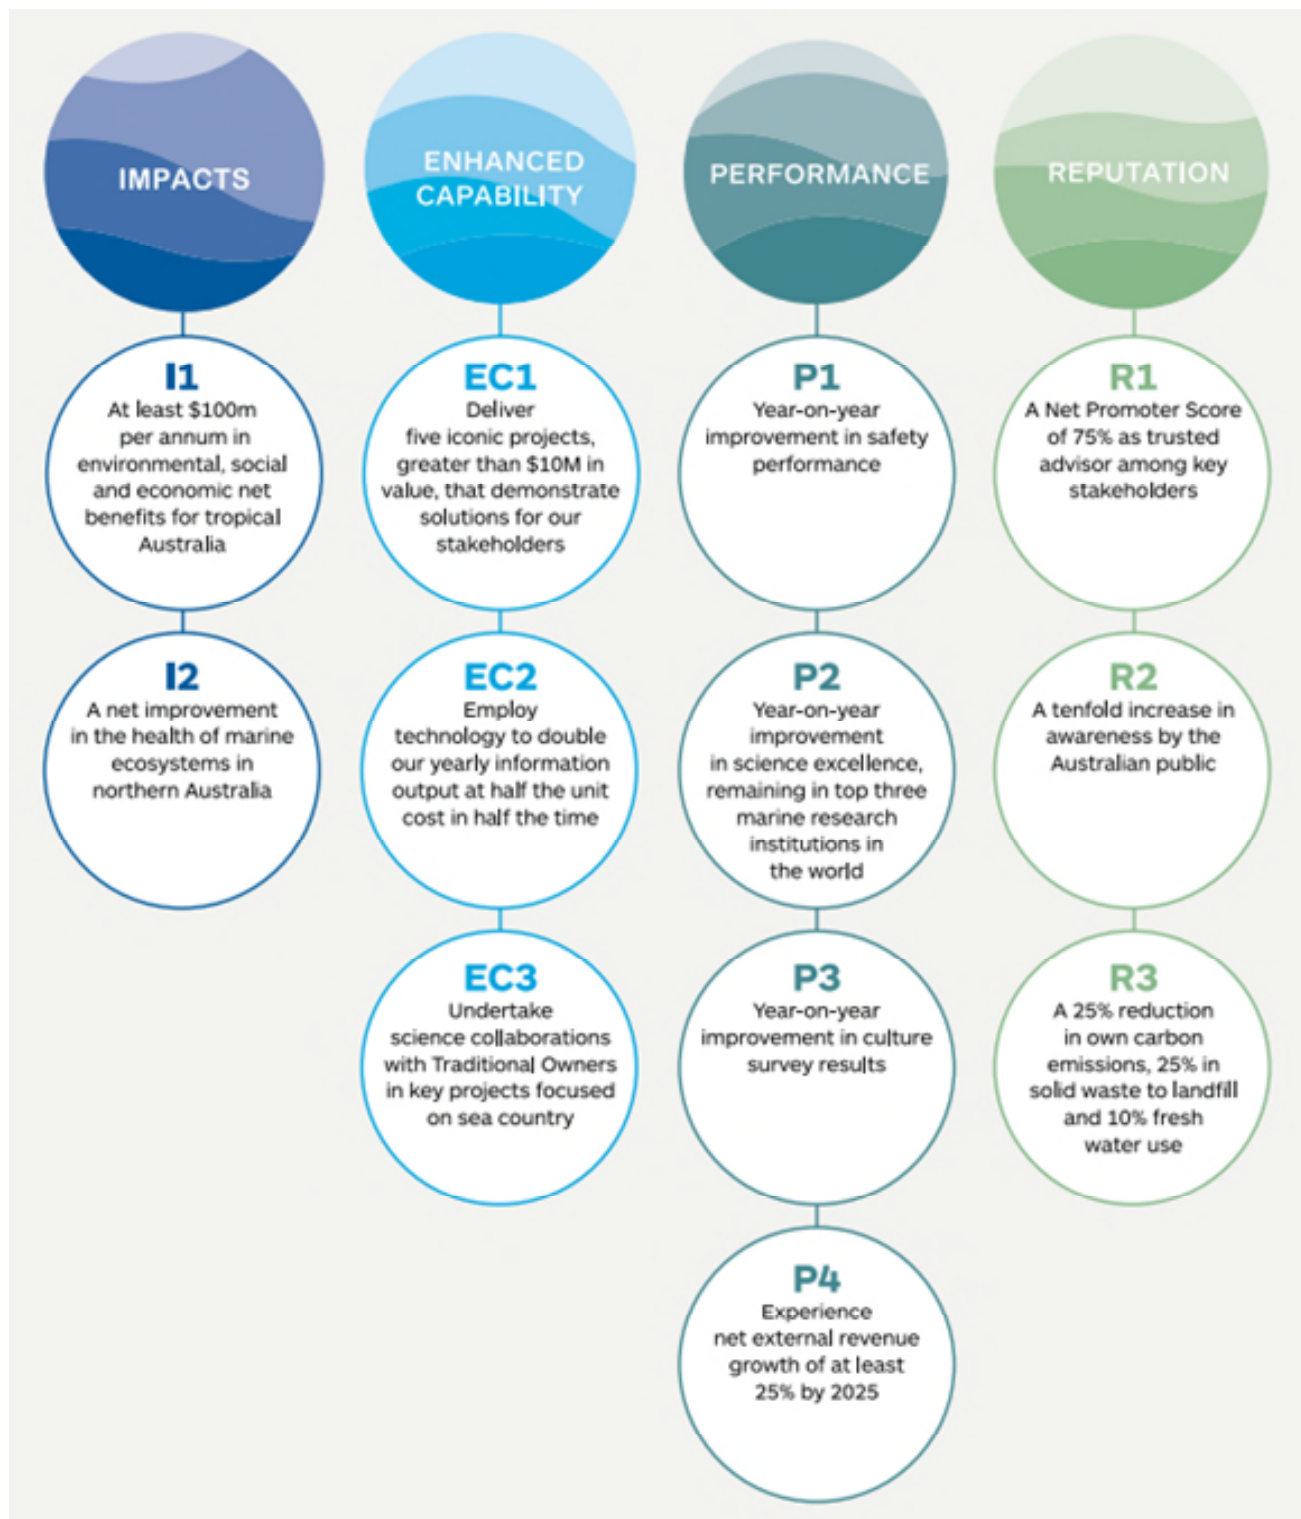 IMPACTS
I1
At least $100m
per annum in
environmental, social
and economic net
benefits for tropical
Australia
I2
A net improvement
in the health of marine
ecosystems in
northern Australia
ENHANCED
CAPABILITY
EC1
Deliver
five iconic projects,
greater than $10M in
value, that demonstrate
solutions for our
stakeholders
EC2
Employ
technology to double
our yearly information
output at half the unit
cost in half the time
EC3
Undertake
science collaborations
with Traditional Owners
in key projects focused
on sea country
PERFORMANCE
P1
Year-on-year
improvement in safety
performance
P2
Year-on-year
improvement
in science excellence,
remaining in top three
marine research
institutions in
the world
P3
Year-on-year
improvement in culture
survey results
P4
Experience
net external revenue
growth of at least
25% by 2025
REPUTATION
R1
A Net Promoter Score
of 75% as trusted
advisor among key
stakeholders
R2
A tenfold increase in
awareness by the
Australian public
R3
A 25% reduction
in own carbon
emissions, 25% in
solid waste to landfill
and 10% fresh
water use